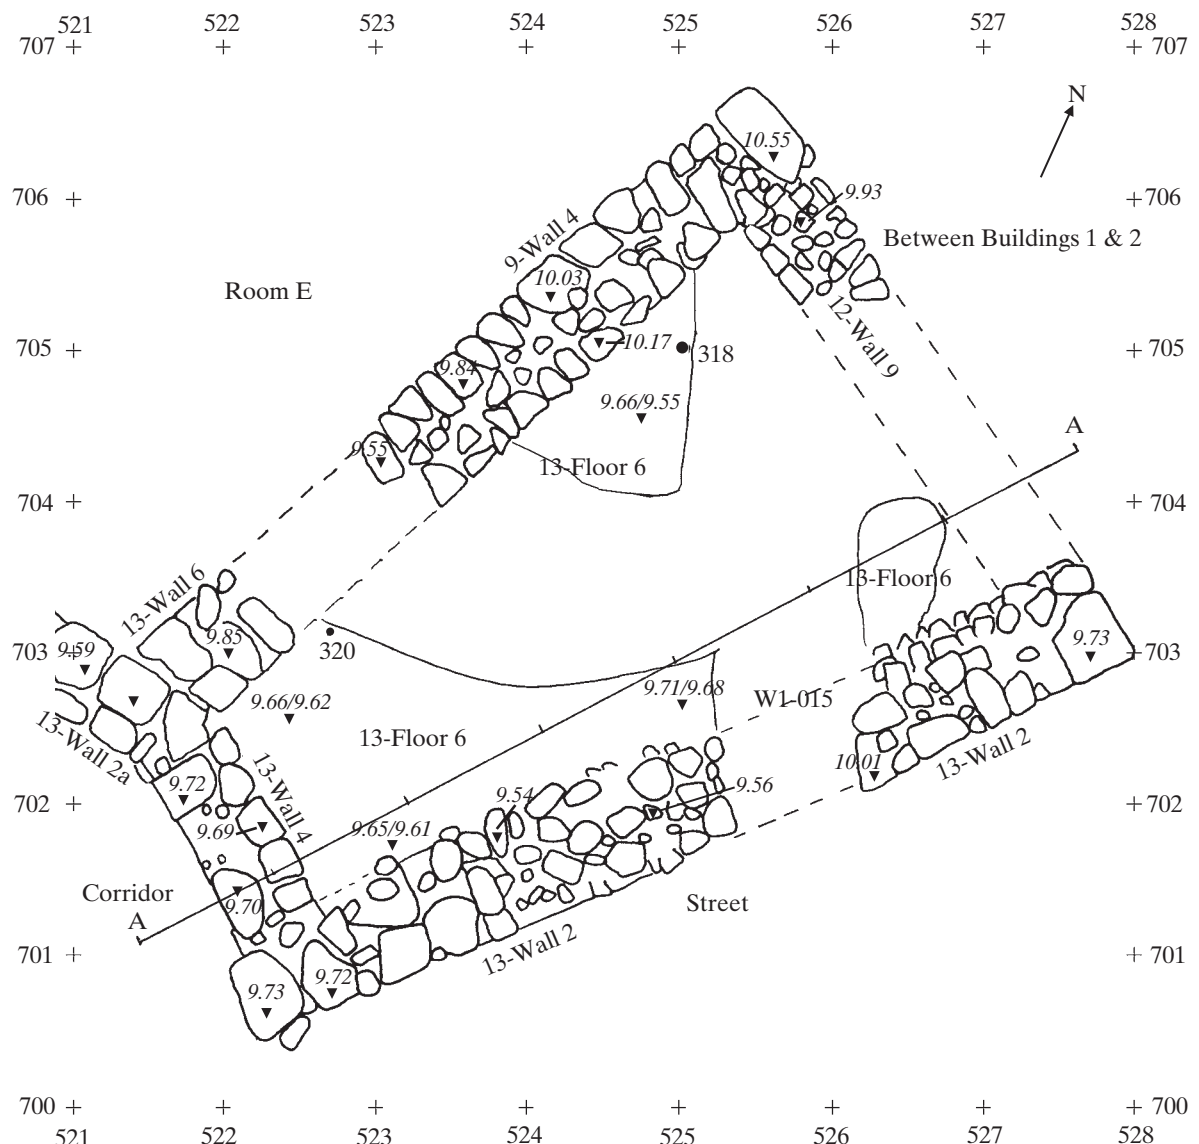 521 522 523 524 525 526 527 528
707 707
N
10.55
706 9.93 706
9-Wall 4
Between Buildings 1 & 2
10.03
Room E
12-Wall 9
705 10.17 318 705
9.84
9.66/9.55
A
9.55
13-Floor 6
704 704
13-Floor 6
13-Wall 6
9.85
703 9.59 320 9.73 703
9.66/9.62 9.71/9.68 W1-015
13-Wall 2a 13-Floor 6 13-Wall 2
10.01
9.72 13-Wall 4 9.56
702 9.54 702
9.69 9.65/9.61
Corridor
9.70 Street
A
13-Wall 2
701 701
9.72
9.73
700 700
521 522 523 524 525 526 527 528